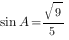 sin A = √9/5